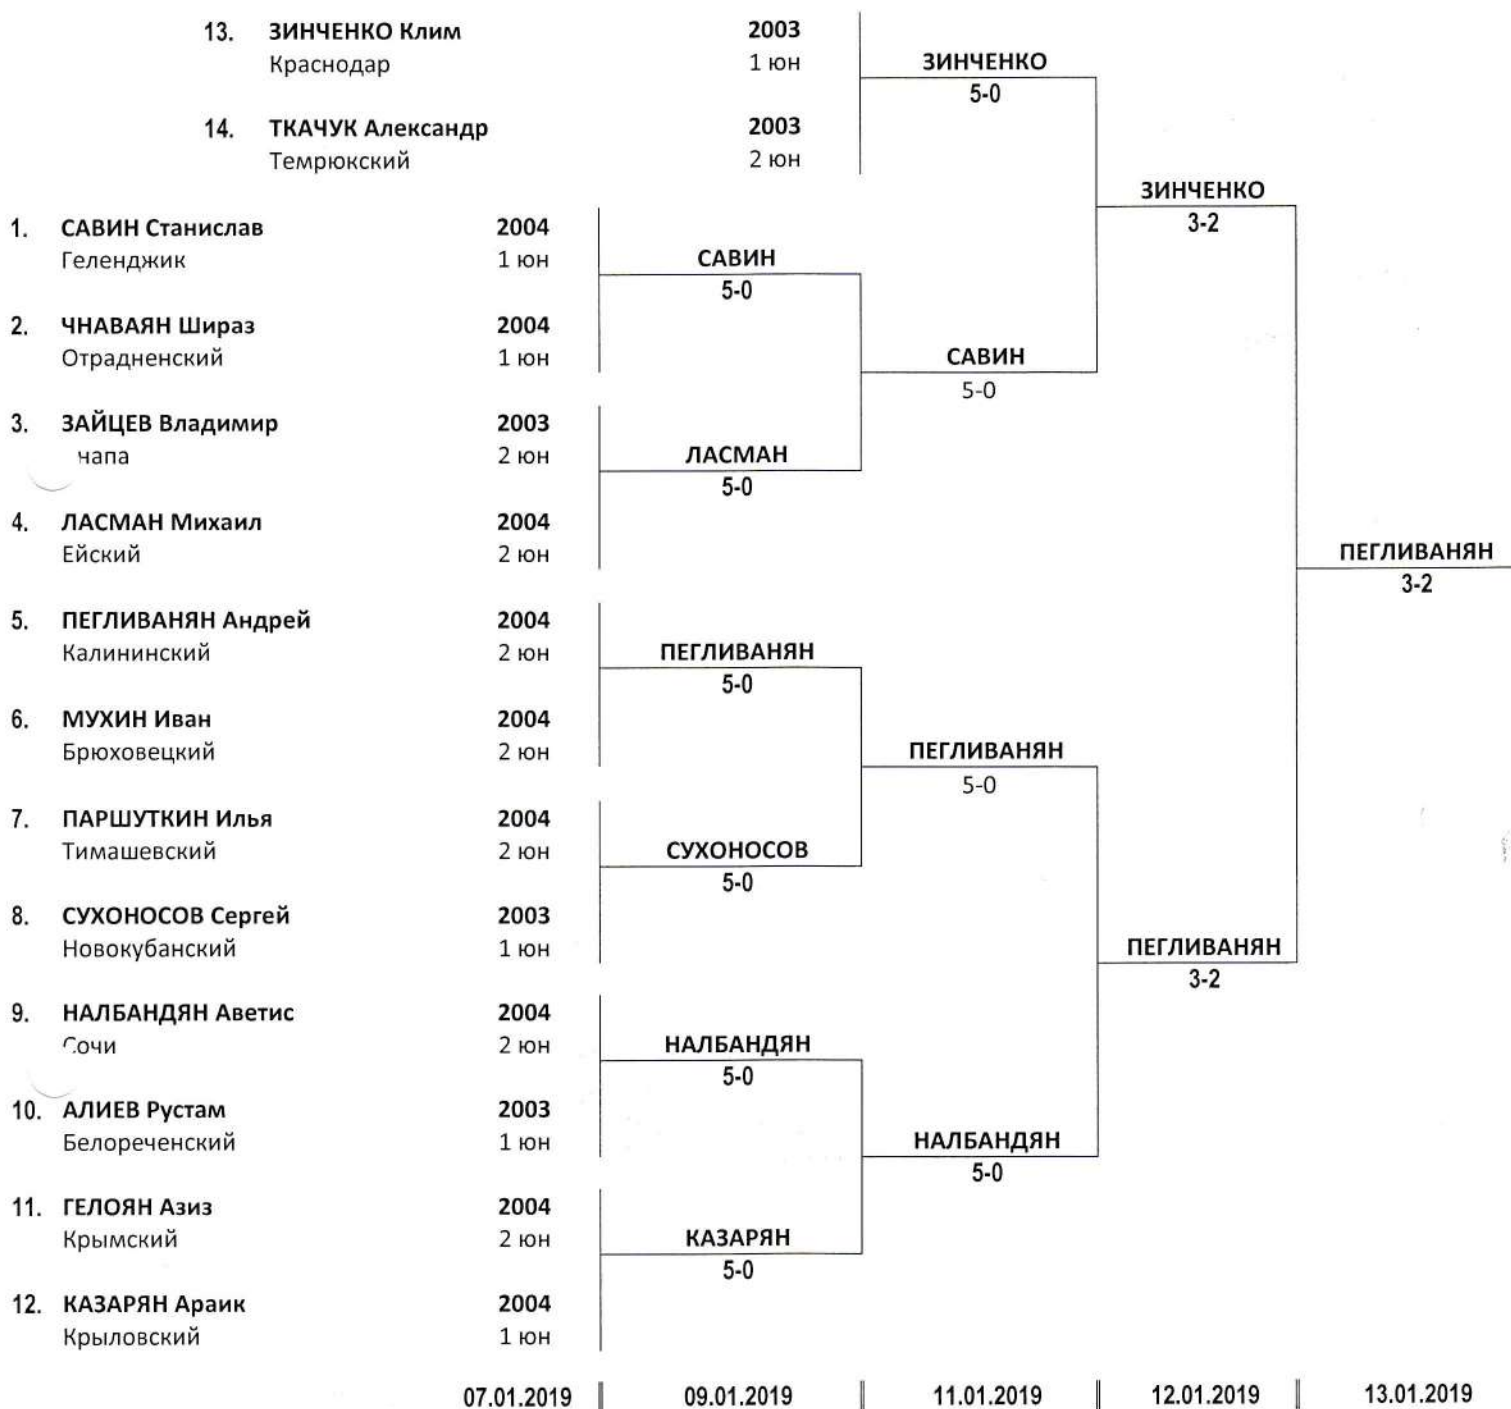 13. ЗИНЧЕНКО Клим 2003
Краснодар 1 юн
ЗИНЧЕНКО
5-0
14. ТКАЧУК Александр 2003
Темрюкский 2 юн
ЗИНЧЕНКО
3-2
1. САВИН Станислав 2004
Геленджик 1 юн
САВИН
5-0
2. ЧНАВАЯН Шираз 2004
Отрадненский 1 юн
САВИН
5-0
3. ЗАЙЦЕВ Владимир 2003
2 юн
ЛАСМАН
5-0
4. ЛАСМАН Михаил 2004
Ейский 2 юн
ПЕГЛИВАНЯН
3-2
5. ПЕГЛИВАНЯН Андрей 2004
Калининский 2 юн
ПЕГЛИВАНЯН
5-0
6. МУХИН Иван 2004
Брюховецкий 2 юн
ПЕГЛИВАНЯН
5-0
7. ПАРШУТКИН Илья 2004
Тимашевский 2 юн
СУХОНОСОВ
5-0
8. СУХОНОСОВ Сергей 2003
Новокубанский 1 юн
ПЕГЛИВАНЯН
3-2
9. НАЛБАНДЯН Аветис 2004
Сочи 2 юн
НАЛБАНДЯН
5-0
10. АЛИЕВ Рустам 2003
Белореченский 1 юн
НАЛБАНДЯН
5-0
11. ГЕЛОЯН Азиз 2004
Крымский 2 юн
КАЗАРЯН
5-0
12. КАЗАРЯН Араик 2004
Крыловский 1 юн
07.01.2019 09.01.2019 11.01.2019 12.01.2019 13.01.2019